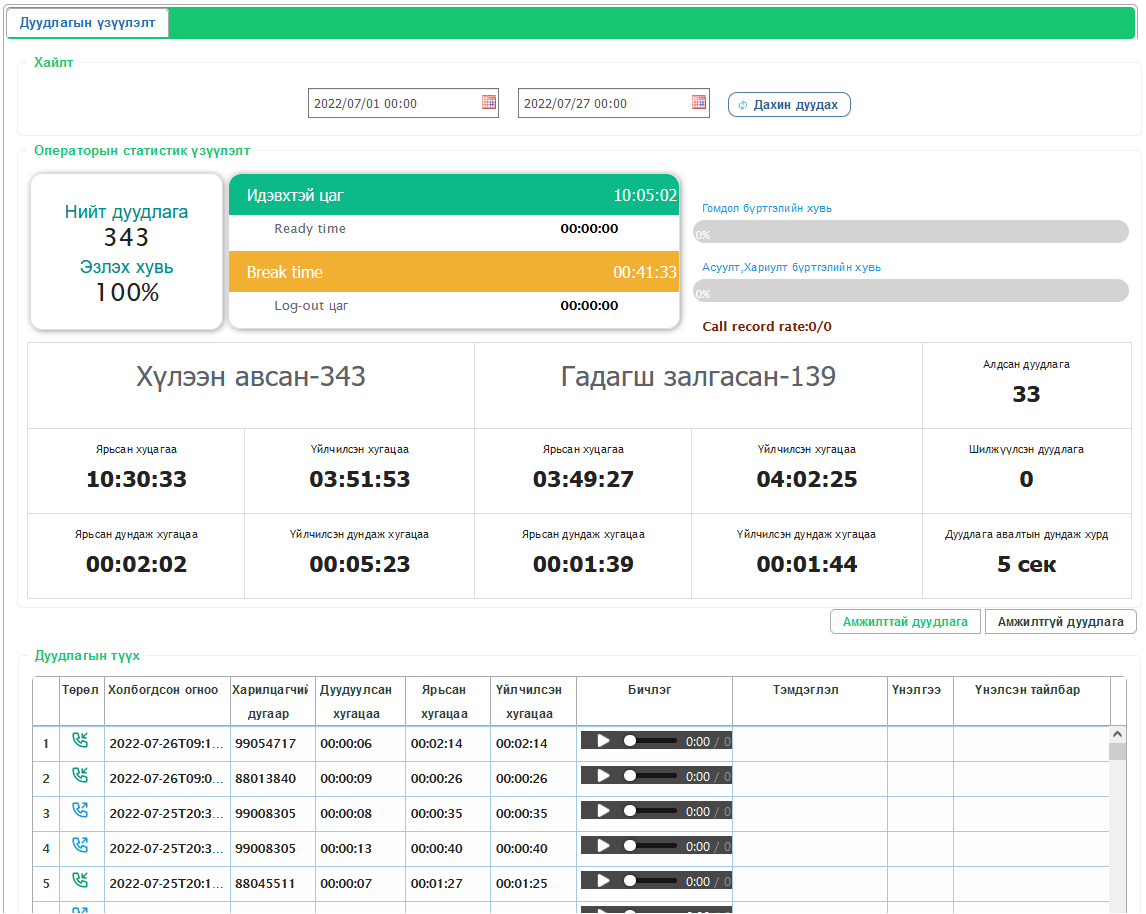 Дуудлагын үзүүлэлт
Хайлт
2022/07/01 00:00
2022/07/27 00:00
Дахин дуудах
Операторын статистик үзүүлэлт
Нийт дуудлага
343
Эзлэх хувь
100%
Идэвхтэй цаг 10:05:02
Ready time 00:00:00
Break time 00:41:33
Log-out цаг 00:00:00
Гомдол бүртгэлийн хувь
0%
Асуулт,Хариулт бүртгэлийн хувь
0%
Call record rate:0/0
Хүлээн авсан-343
Гадагш залгасан-139
Алдсан дуудлага
33
Ярьсан хуцагаа
10:30:33
Үйлчилсэн хугацаа
03:51:53
Ярьсан хуцагаа
03:49:27
Үйлчилсэн хугацаа
04:02:25
Шилжүүлсэн дуудлага
0
Ярьсан дундаж хугацаа
00:02:02
Үйлчилсэн дундаж хугацаа
00:05:23
Ярьсан дундаж хугацаа
00:01:39
Үйлчилсэн дундаж хугацаа
00:01:44
Дуудлага авалтын дундаж хурд
5 сек
Амжилттай дуудлага
Амжилтгүй дуудлага
Дуудлагын түүх
Төрөл
Холбогдсон огноо
Харилцагчий
дугаар
Дуудуулсан
хугацаа
Ярьсан
хугацаа
Үйлчилсэн
хугацаа
Бичлэг
Тэмдэглэл
Үнэлгээ
Үнэлсэн тайлбар
1 2022-07-26T09:1... 99054717 00:00:06 00:02:14 00:02:14 0:00 / 0
2 2022-07-26T09:0... 88013840 00:00:09 00:00:26 00:00:26 0:00 / 0
3 2022-07-25T20:3... 99008305 00:00:08 00:00:35 00:00:35 0:00 / 0
4 2022-07-25T20:3... 99008305 00:00:13 00:00:40 00:00:40 0:00 / 0
5 2022-07-25T20:1... 88045511 00:00:07 00:01:27 00:01:25 0:00 / 0